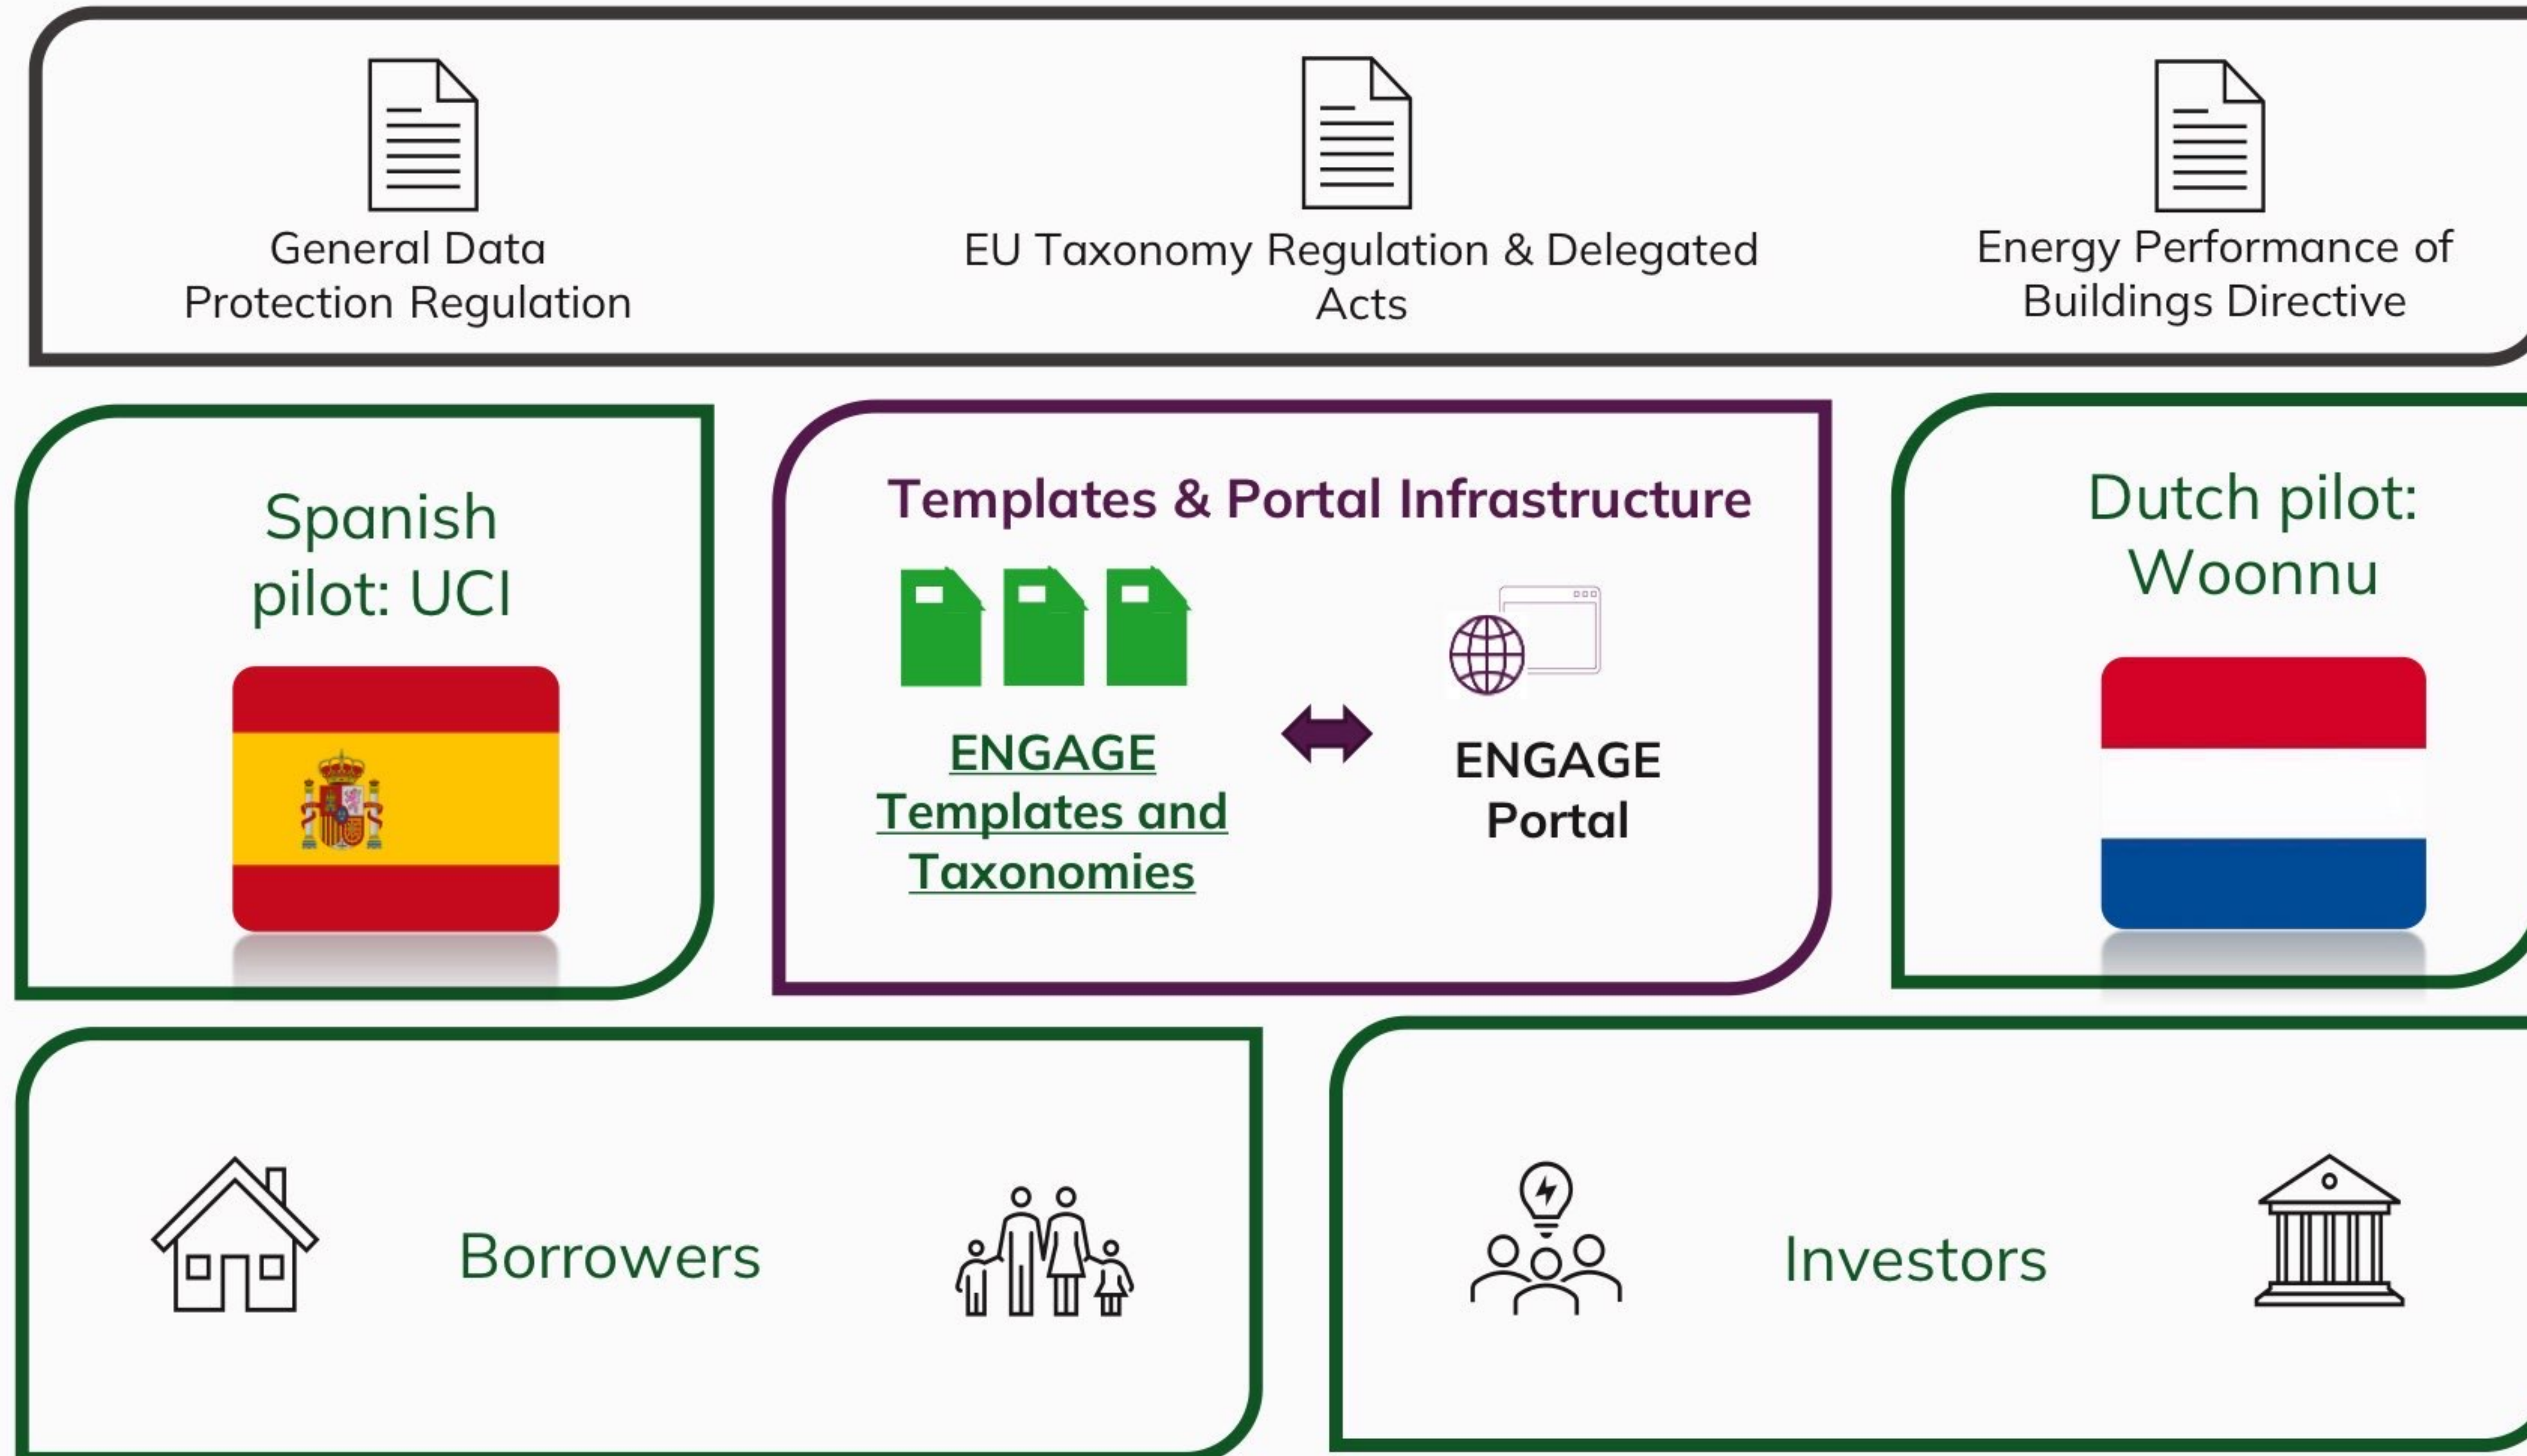 General Data
Protection Regulation
EU Taxonomy Regulation & Delegated
Acts
Energy Performance of
Buildings Directive
Spanish
pilot: UCI
Templates & Portal Infrastructure
ENGAGE
Templates and
Taxonomies
ENGAGE
Portal
Dutch pilot:
Woonnu
Borrowers
Investors